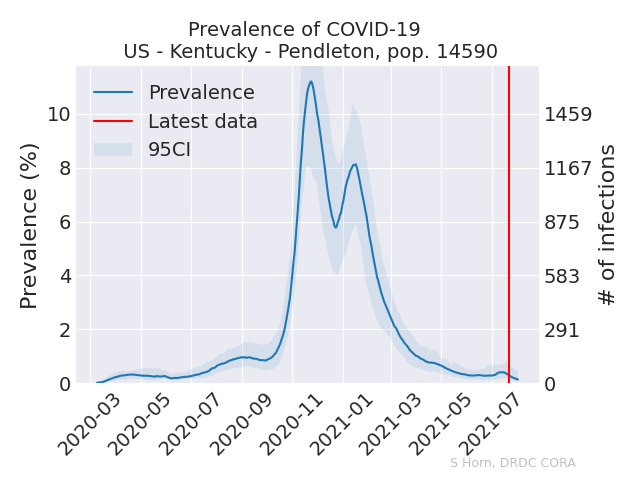 Prevalence of COVID-19
US - Kentucky - Pendleton, pop. 14590
Prevalence
Latest data
95CI
Prevalence (%)
10
8
6
4
2
0
1459
1167
875
583
291
0
# of infections
2020-03
2020-05
2020-07
2020-09
2020-11
2021-01
2021-03
2021-05
2021-07
S Horn, DRDC CORA